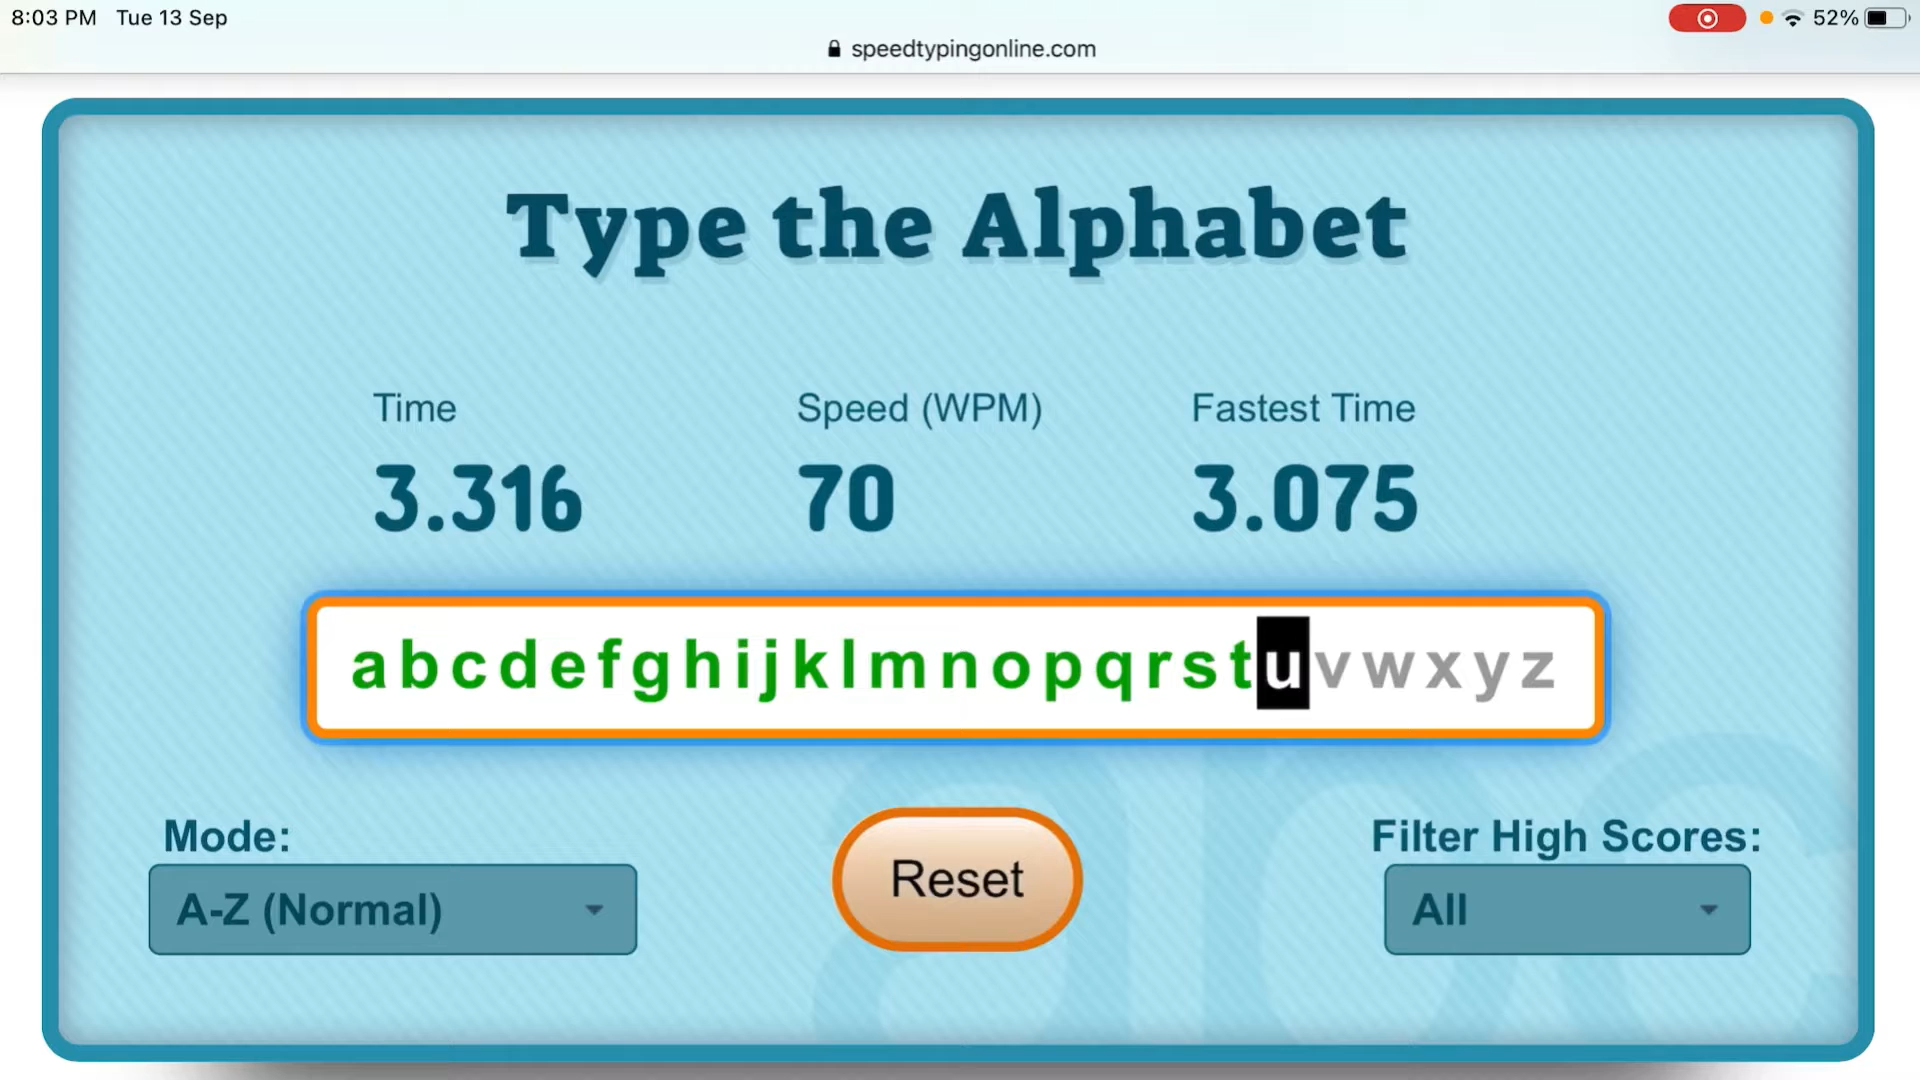 8:03 PM Tue 13 Sep 52%
speedtypingonline.com
Type the Alphabet
Time Speed (WPM) Fastest Time
3.316 70 3.075
a b c d e f g h i j k l m n o p q r s t u v w x y z
Mode: Filter High Scores:
A-Z (Normal) Reset All
abc